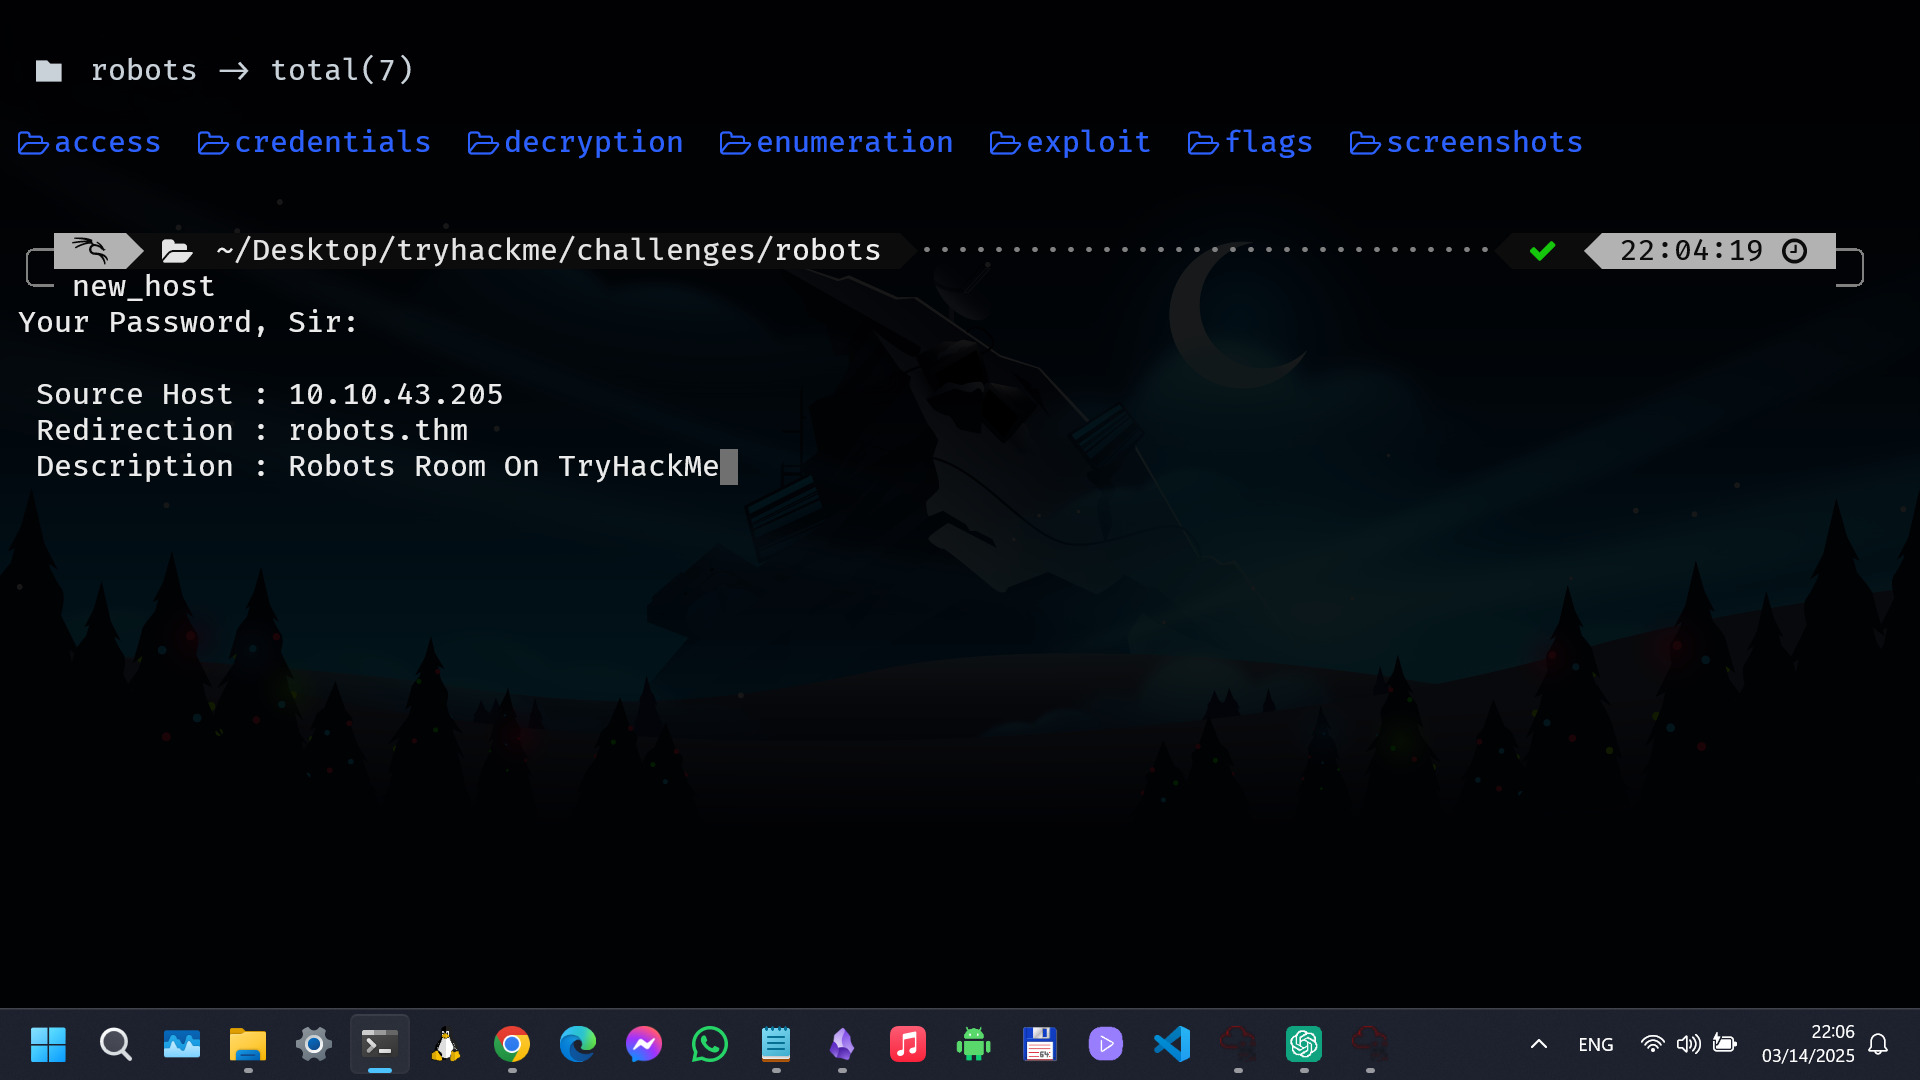 robots → total(7)
access credentials decryption enumeration exploit flags screenshots
~/Desktop/tryhackme/challenges/robots 22:04:19
new_host
Your Password, Sir:
Source Host : 10.10.43.205
Redirection : robots.thm
Description : Robots Room On TryHackMe
64
ENG
22:06
03/14/2025